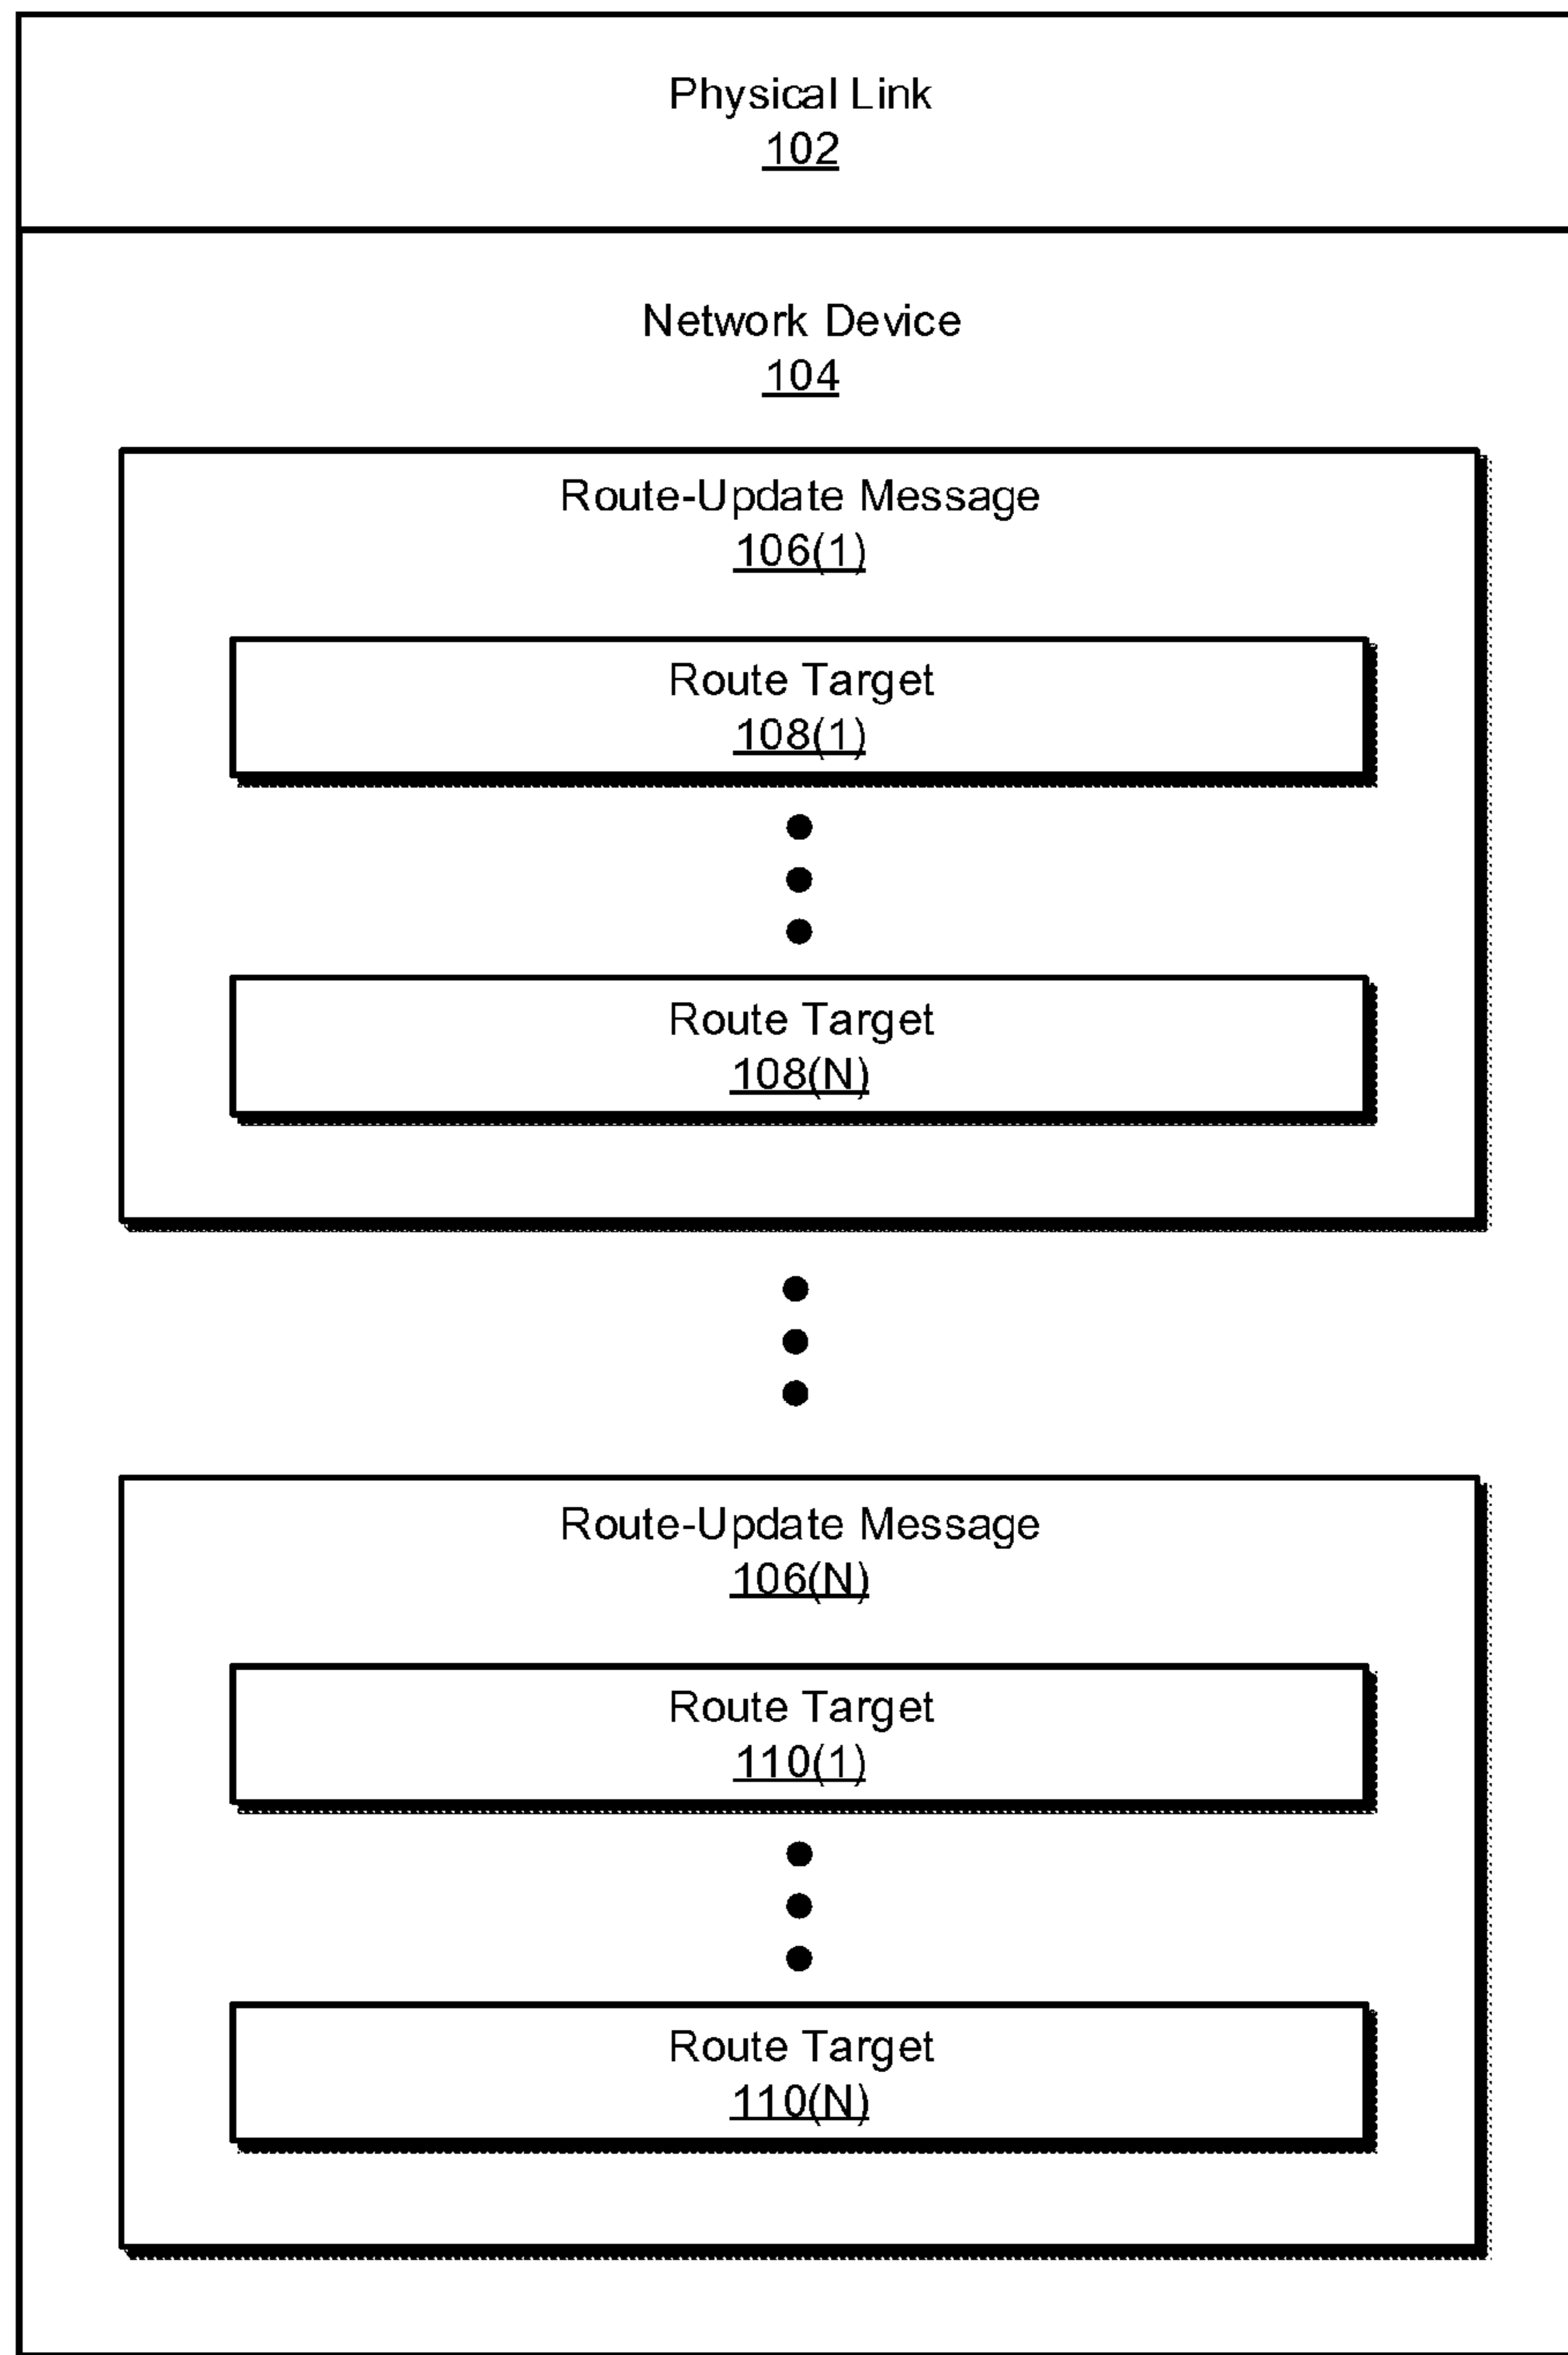 Physical Link
102
Network Device
104
Route-Update Message
106(1)
Route Target
108(1)
Route Target
108(N)
Route-Update Message
106(N)
Route Target
110(1)
Route Target
110(N)